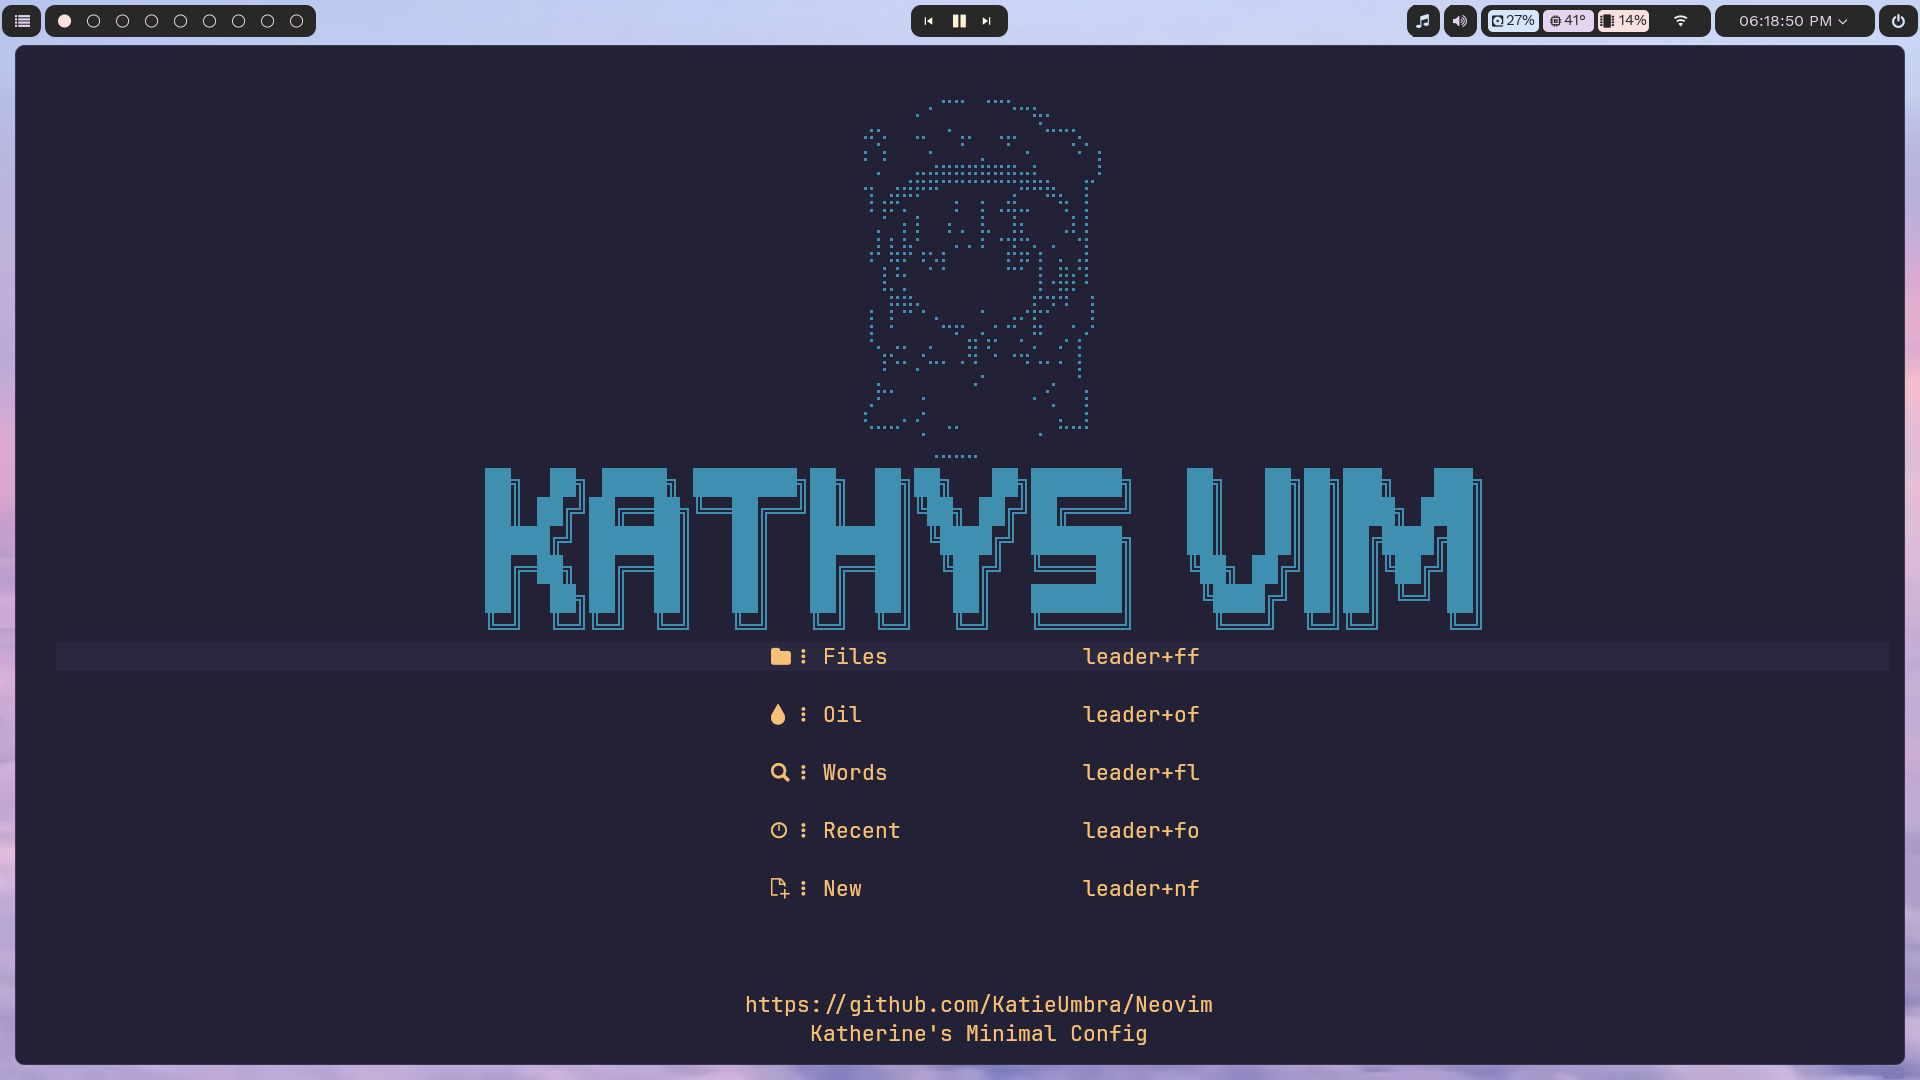 27% 41° 14% 06:18:50 PM
KATHYS VIM
Files leader+ff
Oil leader+of
Words leader+fl
Recent leader+fo
New leader+nf
https://github.com/KatieUmbra/Neovim
Katherine's Minimal Config